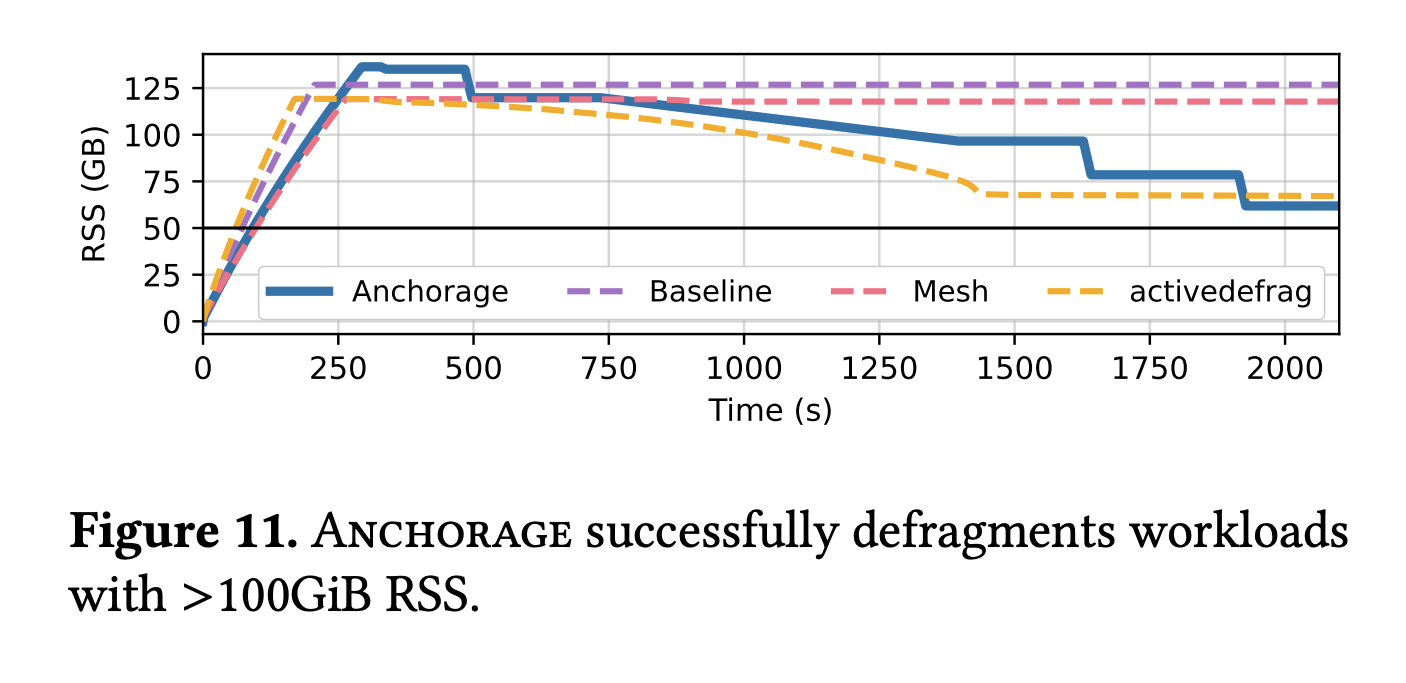 RSS (GB)
125
100
75
50
25
0
Anchorage Baseline Mesh activedefrag
0 250 500 750 1000 1250 1500 1750 2000
Time (s)
Figure 11. ANCHORAGE successfully defragments workloads
with >100GiB RSS.